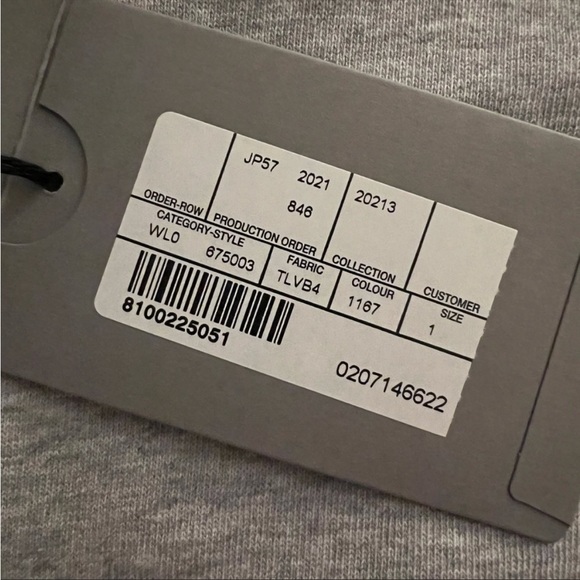 JP57 2021 20213
846
ORDER-ROW PRODUCTION ORDER COLLECTION CUSTOMER
CATEGORY-STYLE FABRIC COLOUR SIZE
WL0 675003 TLVB4 1167 1
8100225051
0207146622